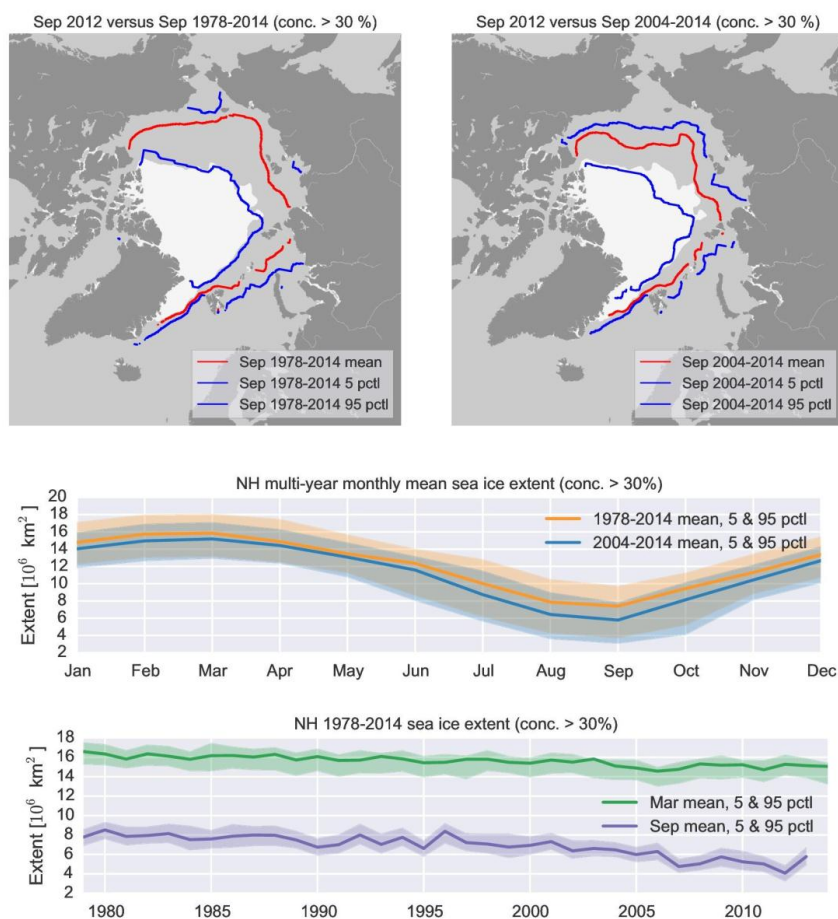 Sep 2012 versus Sep 1978-2014 (conc. > 30 %)
Sep 1978-2014 mean
Sep 1978-2014 5 pctl
Sep 1978-2014 95 pctl
Sep 2012 versus Sep 2004-2014 (conc. > 30 %)
Sep 2004-2014 mean
Sep 2004-2014 5 pctl
Sep 2004-2014 95 pctl
NH multi-year monthly mean sea ice extent (conc. > 30%)
Extent [10⁶ km²]
20
18
16
14
12
10
8
6
4
2
1978-2014 mean, 5 & 95 pctl
2004-2014 mean, 5 & 95 pctl
Jan Feb Mar Apr May Jun Jul Aug Sep Oct Nov Dec
NH 1978-2014 sea ice extent (conc. > 30%)
Extent [10⁶ km²]
18
16
14
12
10
8
6
4
2
Mar mean, 5 & 95 pctl
Sep mean, 5 & 95 pctl
1980 1985 1990 1995 2000 2005 2010